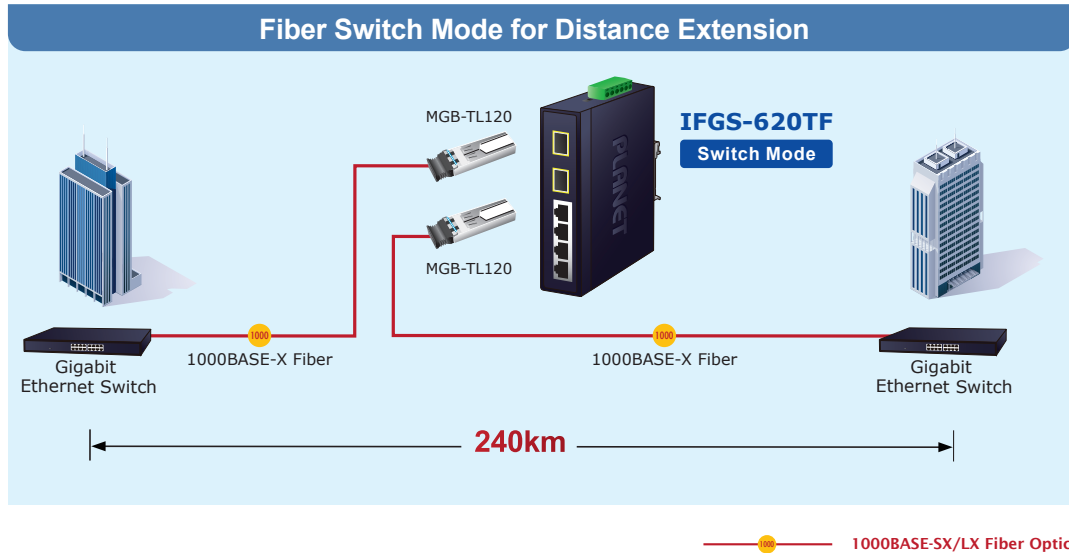 Fiber Switch Mode for Distance Extension
MGB-TL120
IFGS-620TF
Switch Mode
PLANET
MGB-TL120
1000
1000
1000BASE-X Fiber
1000BASE-X Fiber
Gigabit
Ethernet Switch
Gigabit
Ethernet Switch
240km
1000
1000BASE-SX/LX Fiber Optic